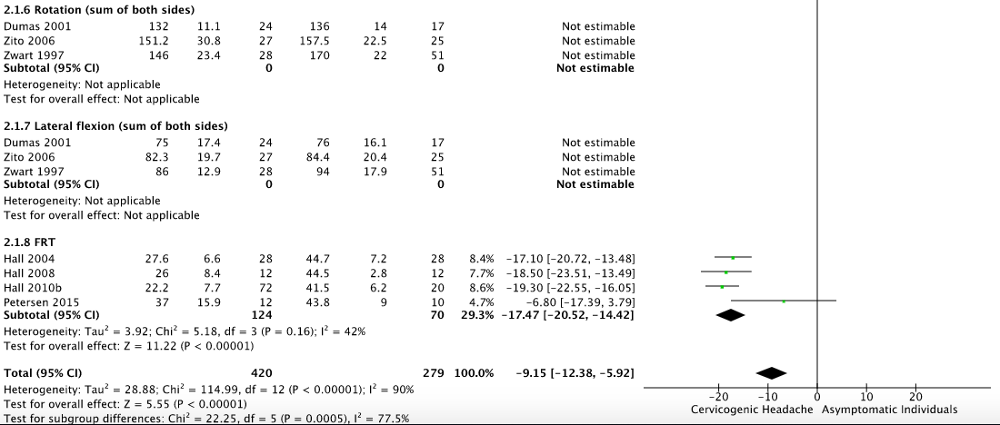 2.1.6 Rotation (sum of both sides)
Dumas 2001 132 11.1 24 136 14 17 Not estimable
Zito 2006 151.2 30.8 27 157.5 22.5 25 Not estimable
Zwart 1997 146 23.4 28 170 22 51 Not estimable
Subtotal (95% CI) 0 0 Not estimable
Heterogeneity: Not applicable
Test for overall effect: Not applicable
2.1.7 Lateral flexion (sum of both sides)
Dumas 2001 75 17.4 24 76 16.1 17 Not estimable
Zito 2006 82.3 19.7 27 84.4 20.4 25 Not estimable
Zwart 1997 86 12.9 28 94 17.9 51 Not estimable
Subtotal (95% CI) 0 0 Not estimable
Heterogeneity: Not applicable
Test for overall effect: Not applicable
2.1.8 FRT
Hall 2004 27.6 6.6 28 44.7 7.2 28 8.4% −17.10 [−20.72, −13.48]
Hall 2008 26 8.4 12 44.5 2.8 12 7.7% −18.50 [−23.51, −13.49]
Hall 2010b 22.2 7.7 72 41.5 6.2 20 8.6% −19.30 [−22.55, −16.05]
Petersen 2015 37 15.9 12 43.8 9 10 4.7% −6.80 [−17.39, 3.79]
Subtotal (95% CI) 124 70 29.3% −17.47 [−20.52, −14.42]
Heterogeneity: Tau² = 3.92; Chi² = 5.18, df = 3 (P = 0.16); I² = 42%
Test for overall effect: Z = 11.22 (P < 0.00001)
Total (95% CI) 420 279 100.0% −9.15 [−12.38, −5.92]
Heterogeneity: Tau² = 28.88; Chi² = 114.99, df = 12 (P < 0.00001); I² = 90%
Test for overall effect: Z = 5.55 (P < 0.00001)
Test for subgroup differences: Chi² = 22.25, df = 5 (P = 0.0005), I² = 77.5%
−20 −10 0 10 20
Cervicogenic Headache Asymptomatic Individuals